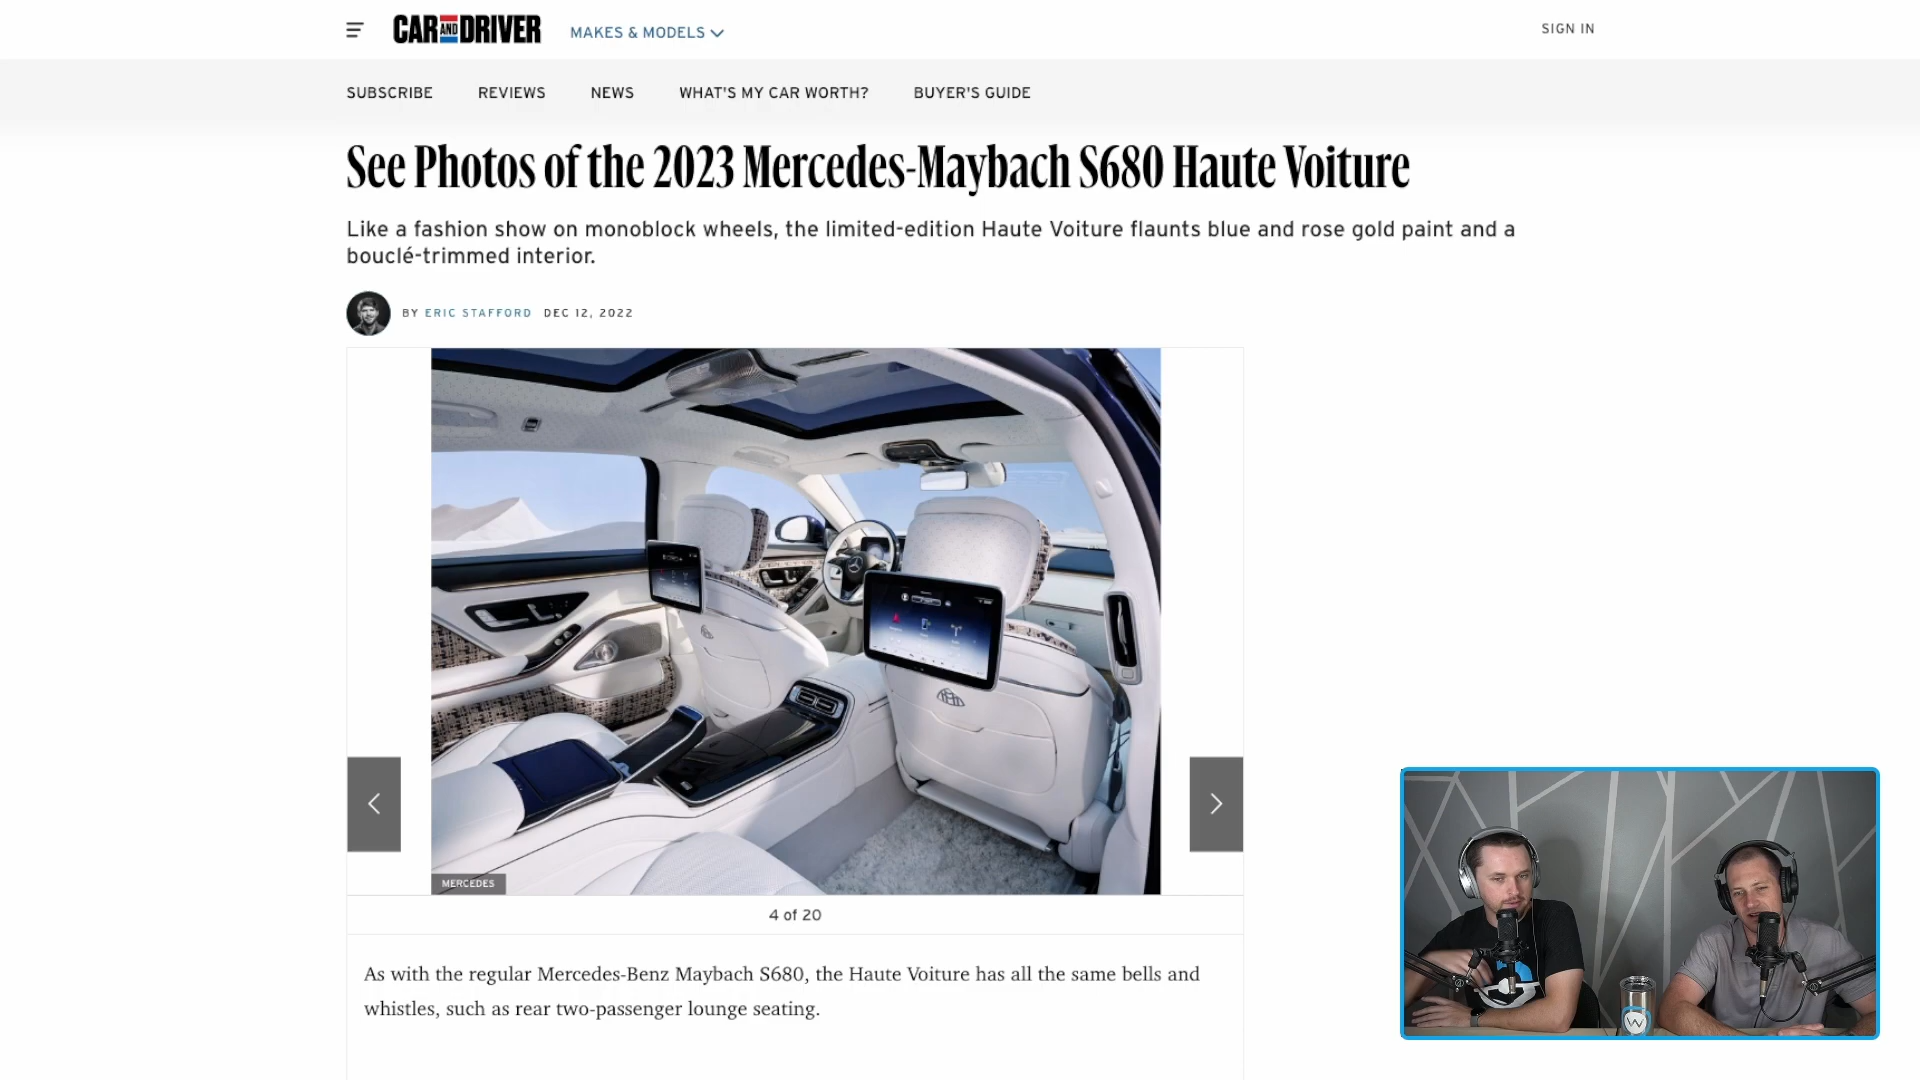 CAR AND DRIVER
MAKES & MODELS
SIGN IN
SUBSCRIBE
REVIEWS
NEWS
WHAT'S MY CAR WORTH?
BUYER'S GUIDE
See Photos of the 2023 Mercedes-Maybach S680 Haute Voiture
Like a fashion show on monoblock wheels, the limited-edition Haute Voiture flaunts blue and rose gold paint and a
bouclé-trimmed interior.
BY ERIC STAFFORD DEC 12, 2022
MERCEDES
4 of 20
As with the regular Mercedes-Benz Maybach S680, the Haute Voiture has all the same bells and
whistles, such as rear two-passenger lounge seating.
W